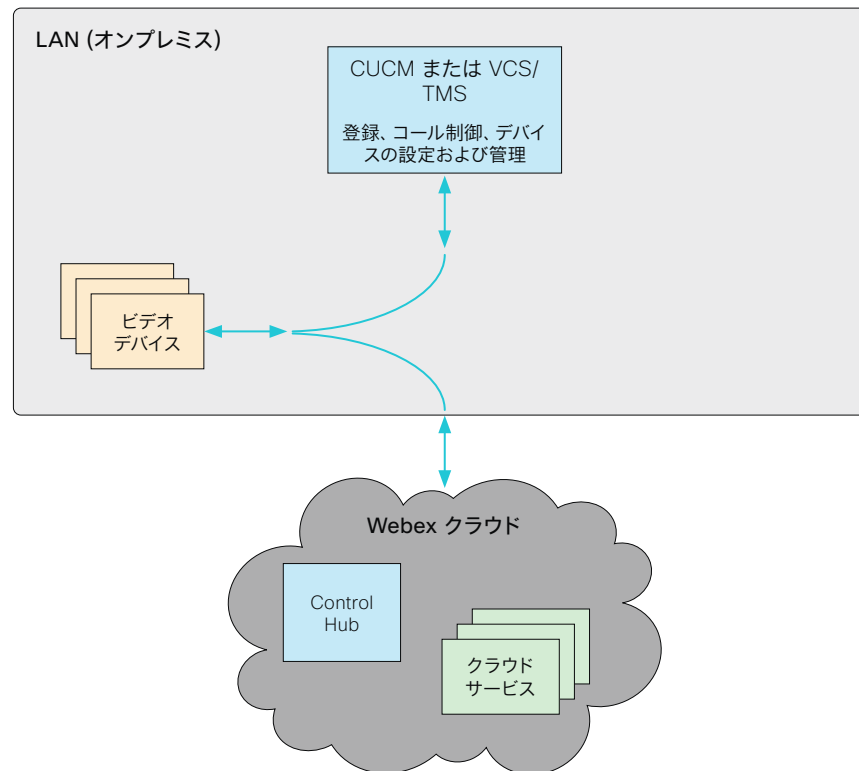 LAN (オンプレミス)
CUCM または VCS/
TMS
登録、コール制御、デバイ
スの設定および管理
ビデオ
デバイス
Webex クラウド
Control
Hub
クラウド
サービス